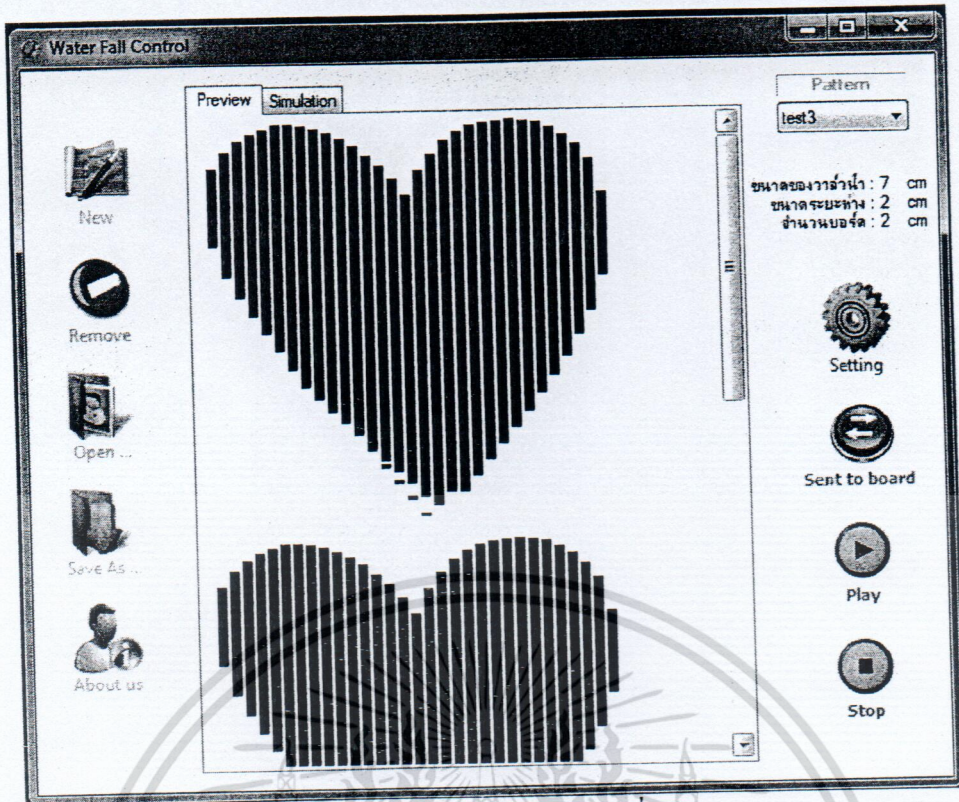 Water Fall Control
Preview Simulation
New
Remove
Open ...
Save As ...
About us
Pattern
test3
ขนาดของวาล์วน้ำ : 7 cm
ขนาดระยะห่าง : 2 cm
จำนวนบอร์ด : 2 cm
Setting
Sent to board
Play
Stop